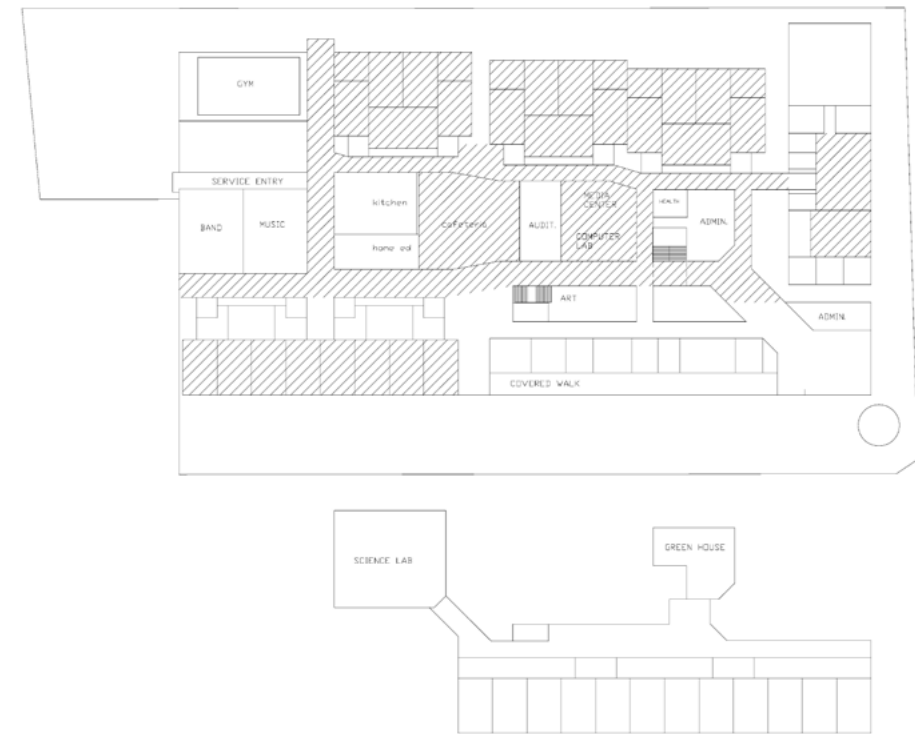 GYM
SERVICE ENTRY
BAND
MUSIC
kitchen
home ed
cafeteria
AUDIT.
MEDIA
CENTER
COMPUTER
LAB
HEALTH
ADMIN.
ART
ADMIN.
COVERED WALK
SCIENCE LAB
GREEN HOUSE